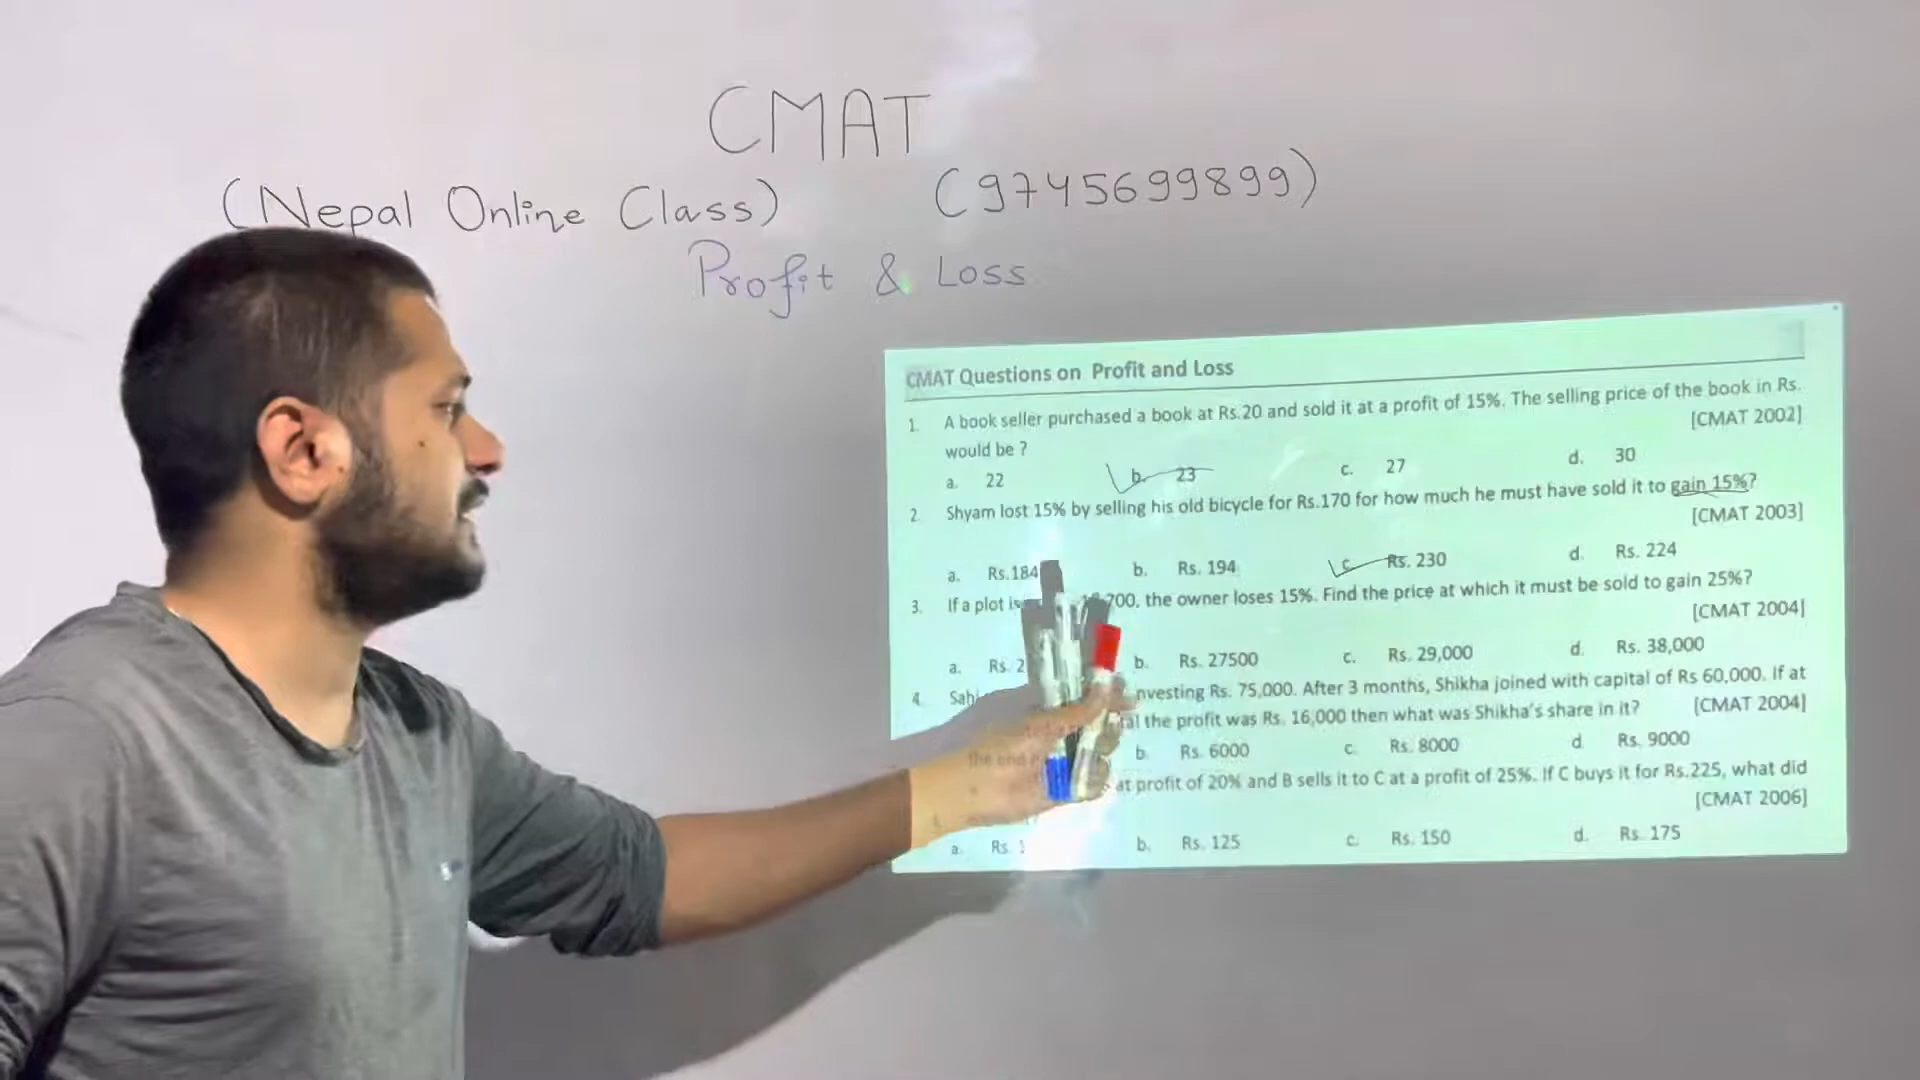 CMAT
(Nepal Online Class) (9745699899)
Profit & Loss
CMAT Questions on Profit and Loss
1. A book seller purchased a book at Rs.20 and sold it at a profit of 15%. The selling price of the book in Rs.
would be ? [CMAT 2002]
a. 22 b. 23 c. 27 d. 30
2. Shyam lost 15% by selling his old bicycle for Rs.170 for how much he must have sold it to gain 15%?
[CMAT 2003]
a. Rs.184 b. Rs. 194 c Rs. 230 d. Rs. 224
3. If a plot is 700, the owner loses 15%. Find the price at which it must be sold to gain 25%?
[CMAT 2004]
a. Rs. 2 b. Rs. 27500 c. Rs. 29,000 d. Rs. 38,000
4. nvesting Rs. 75,000. After 3 months, Shikha joined with capital of Rs 60,000. If at
the end al the profit was Rs. 16,000 then what was Shikha's share in it? [CMAT 2004]
b. Rs. 6000 c. Rs. 8000 d Rs. 9000
at profit of 20% and B sells it to C at a profit of 25%. If C buys it for Rs.225, what did
[CMAT 2006]
a. Rs. b. Rs. 125 c. Rs. 150 d. Rs. 175